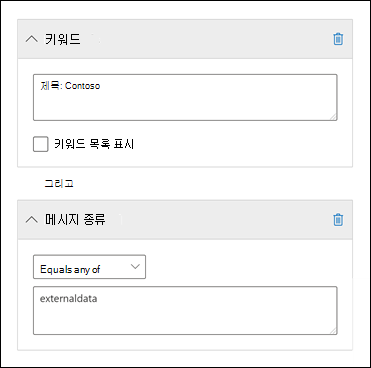 키워드
제목: Contoso
키워드 목록 표시
그리고
메시지 종류
Equals any of
externaldata